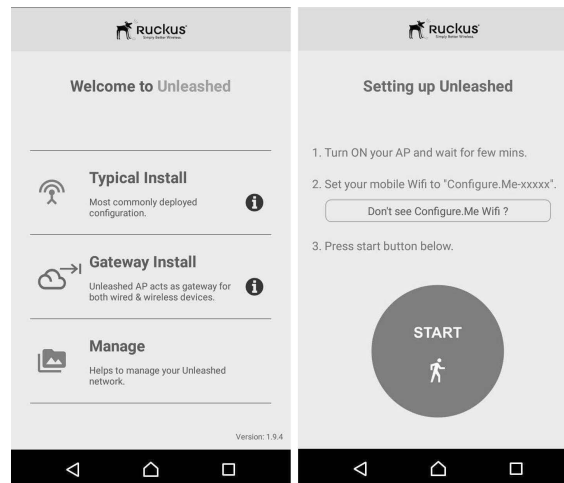 Ruckus
Simply Better Wireless.
Welcome to Unleashed
Typical Install
Most commonly deployed
configuration.
Gateway Install
Unleashed AP acts as gateway for
both wired & wireless devices.
Manage
Helps to manage your Unleashed
network.
Version: 1.9.4
Ruckus
Simply Better Wireless.
Setting up Unleashed
1. Turn ON your AP and wait for few mins.
2. Set your mobile Wifi to "Configure.Me-xxxxx".
Don't see Configure.Me Wifi ?
3. Press start button below.
START